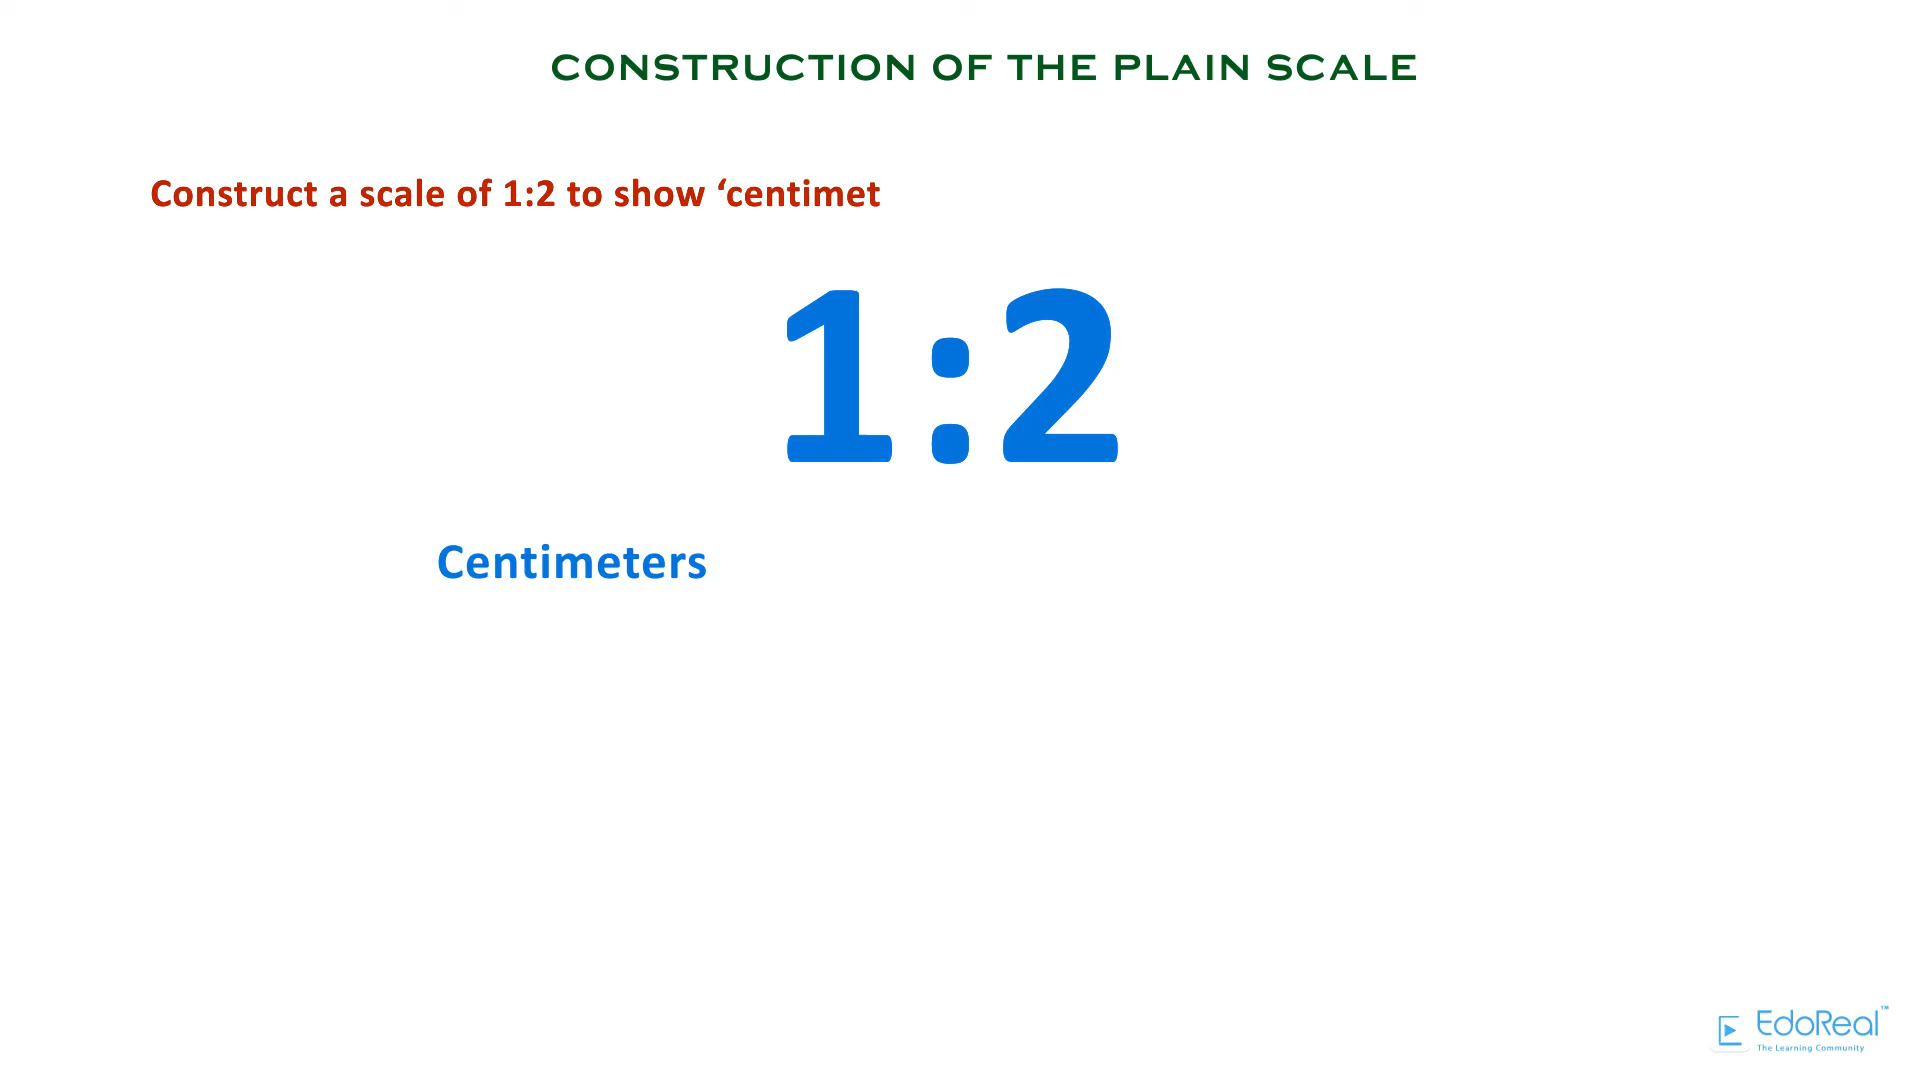 CONSTRUCTION OF THE PLAIN SCALE
Construct a scale of 1:2 to show ‘centimet
1:2
Centimeters
EdoReal™
The Learning Community